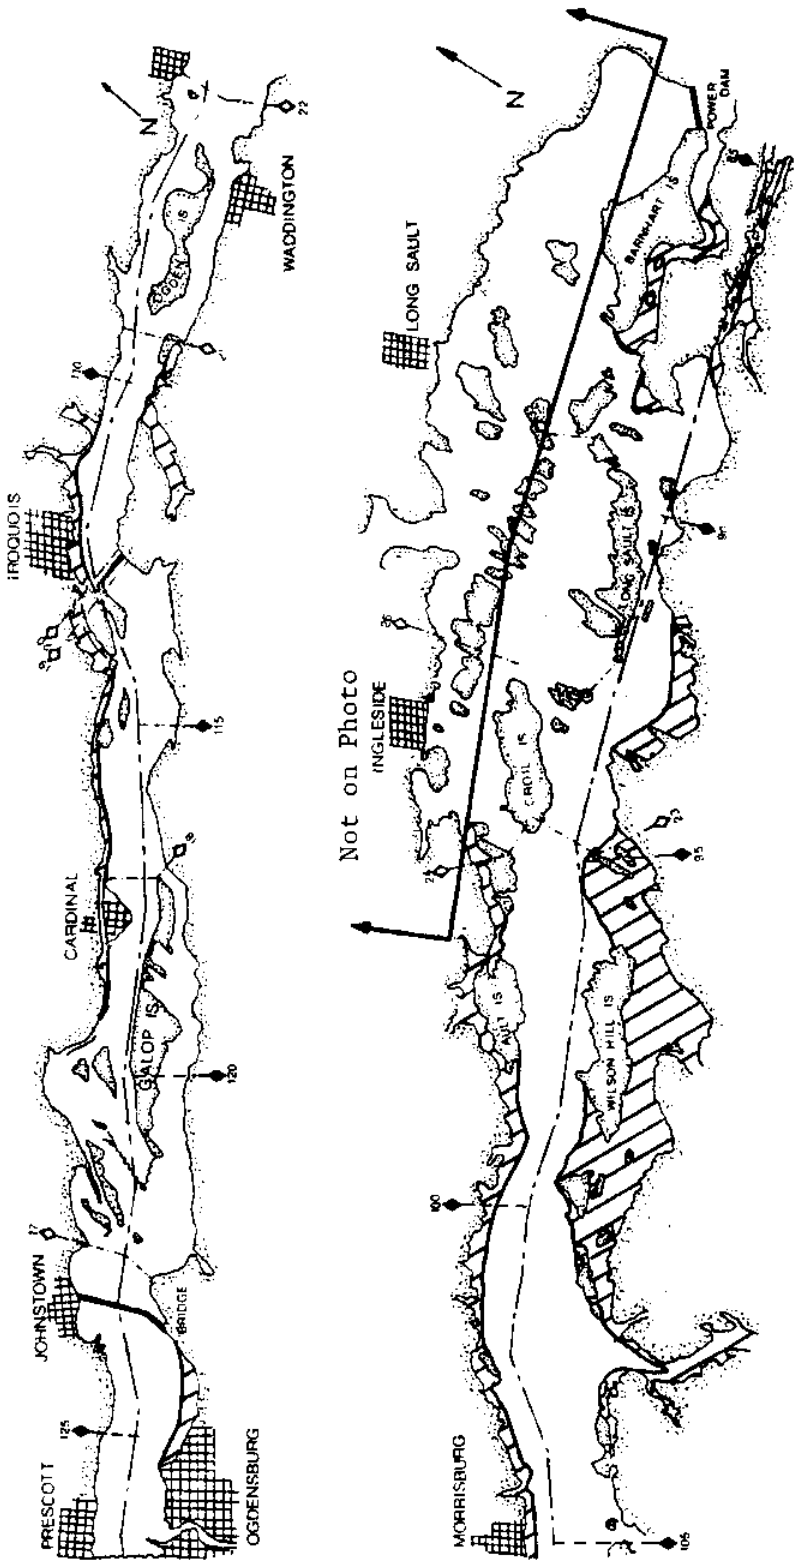 PRESCOTT
125
OGDENSBURG
JOHNSTOWN
17
BRIDGE
GALOP IS
120
CARDINAL
115
IROQUOIS
110
OGDEN IS
WADDINGTON
22
N
MORRISBURG
105
100
WILSON HILL IS
AULT IS
95
23
CROIL IS
Not on Photo
INGLESIDE
LONG SAULT IS
LONG SAULT
BARNHART IS
85
POWER
DAM
N